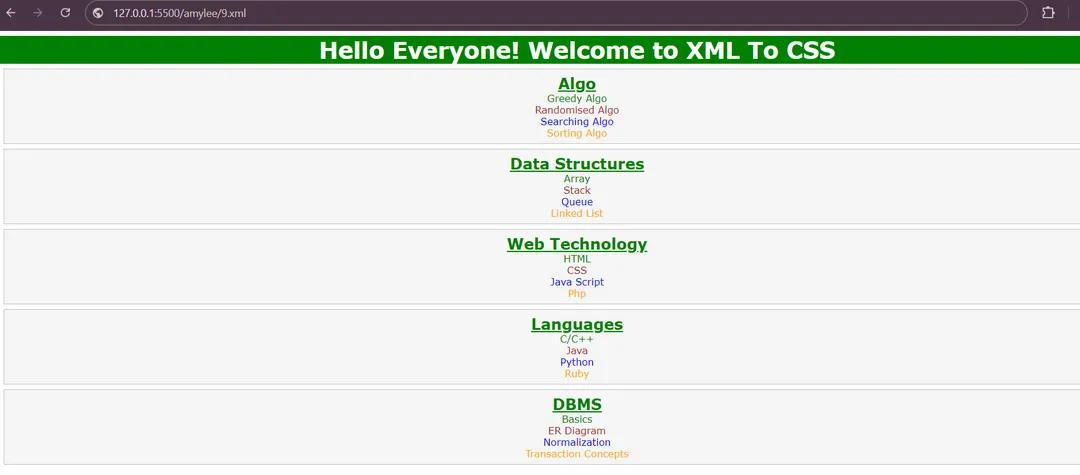 127.0.0.1:5500/amylee/9.xml
Hello Everyone! Welcome to XML To CSS
Algo
Greedy Algo
Randomised Algo
Searching Algo
Sorting Algo
Data Structures
Array
Stack
Queue
Linked List
Web Technology
HTML
CSS
Java Script
Php
Languages
C/C++
Java
Python
Ruby
DBMS
Basics
ER Diagram
Normalization
Transaction Concepts